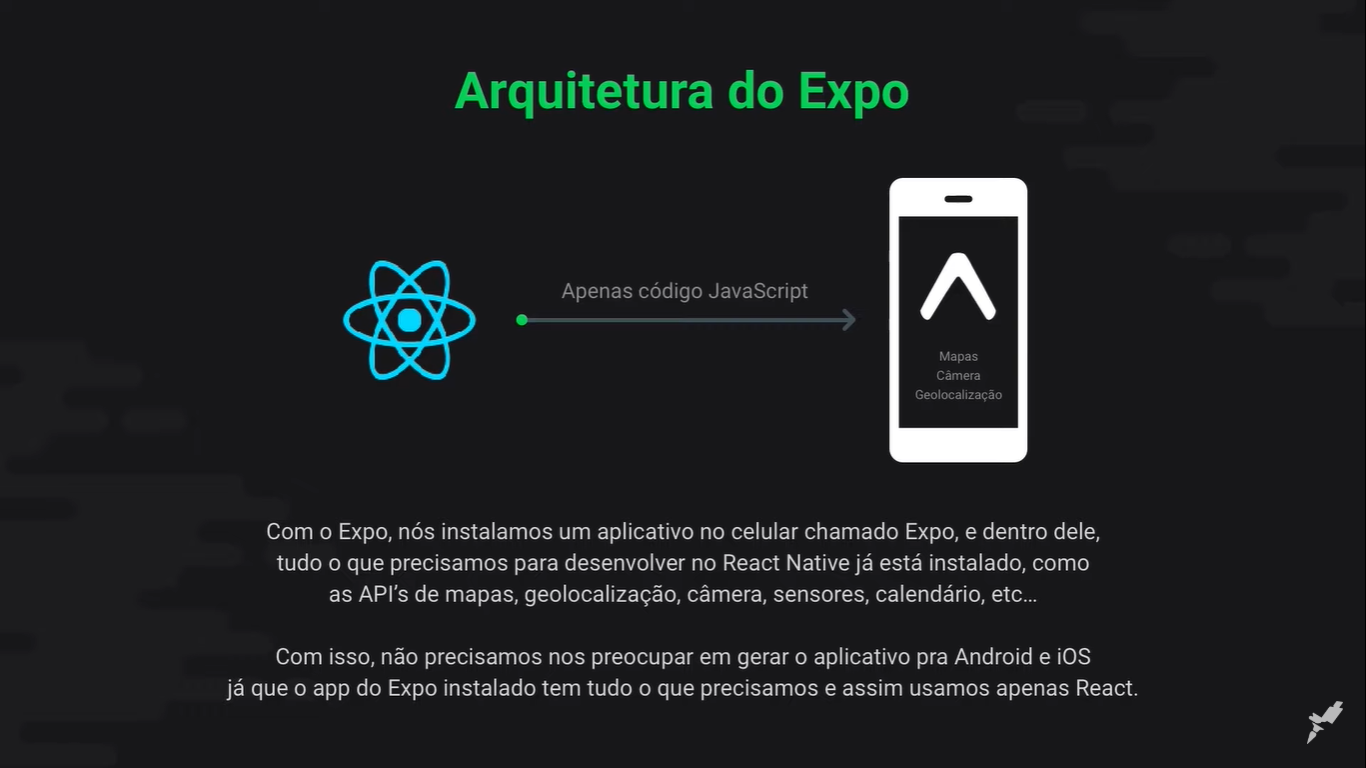 Arquitetura do Expo
Apenas código JavaScript
Mapas
Câmera
Geolocalização
Com o Expo, nós instalamos um aplicativo no celular chamado Expo, e dentro dele,
tudo o que precisamos para desenvolver no React Native já está instalado, como
as API’s de mapas, geolocalização, câmera, sensores, calendário, etc…
Com isso, não precisamos nos preocupar em gerar o aplicativo pra Android e iOS
já que o app do Expo instalado tem tudo o que precisamos e assim usamos apenas React.